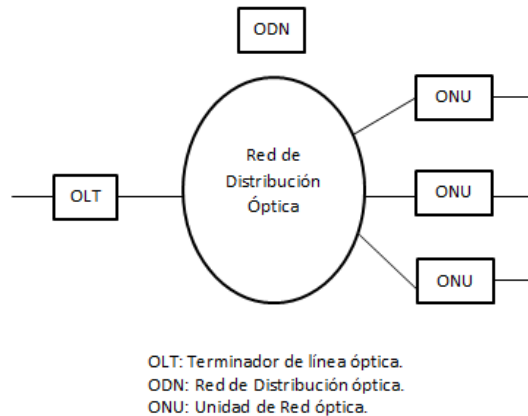 ODN
ONU
Red de
Distribución
Óptica
OLT
ONU
ONU
OLT: Terminador de línea óptica.
ODN: Red de Distribución óptica.
ONU: Unidad de Red óptica.